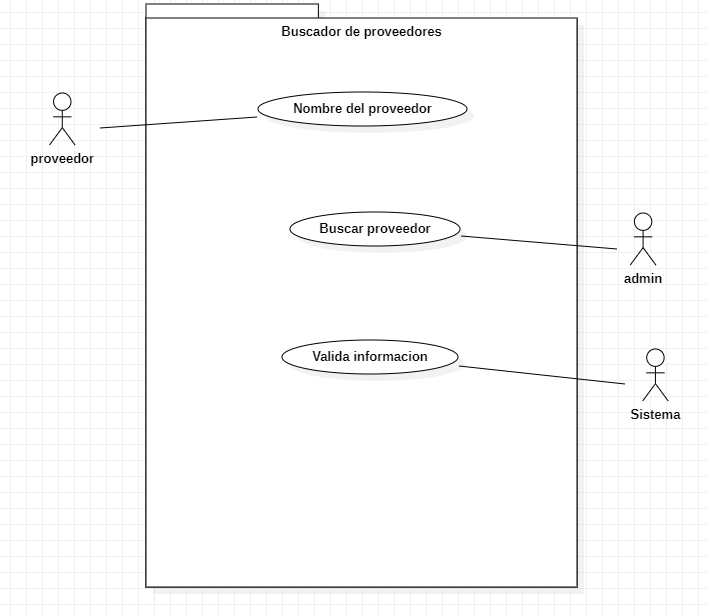 Buscador de proveedores
Nombre del proveedor
proveedor
Buscar proveedor
admin
Valida informacion
Sistema